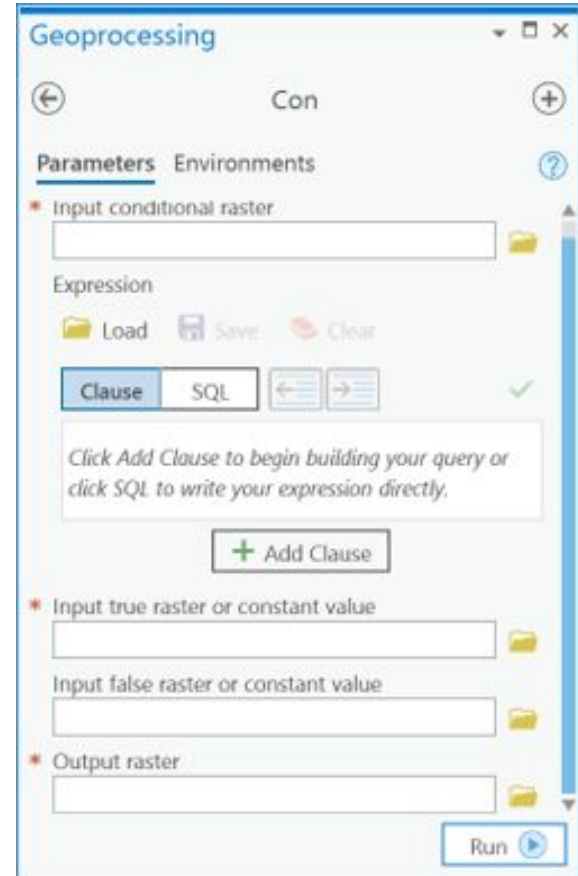 Geoprocessing
Con
Parameters Environments
* Input conditional raster
Expression
Load Save Clear
Clause SQL
Click Add Clause to begin building your query or
click SQL to write your expression directly.
+ Add Clause
* Input true raster or constant value
Input false raster or constant value
* Output raster
Run